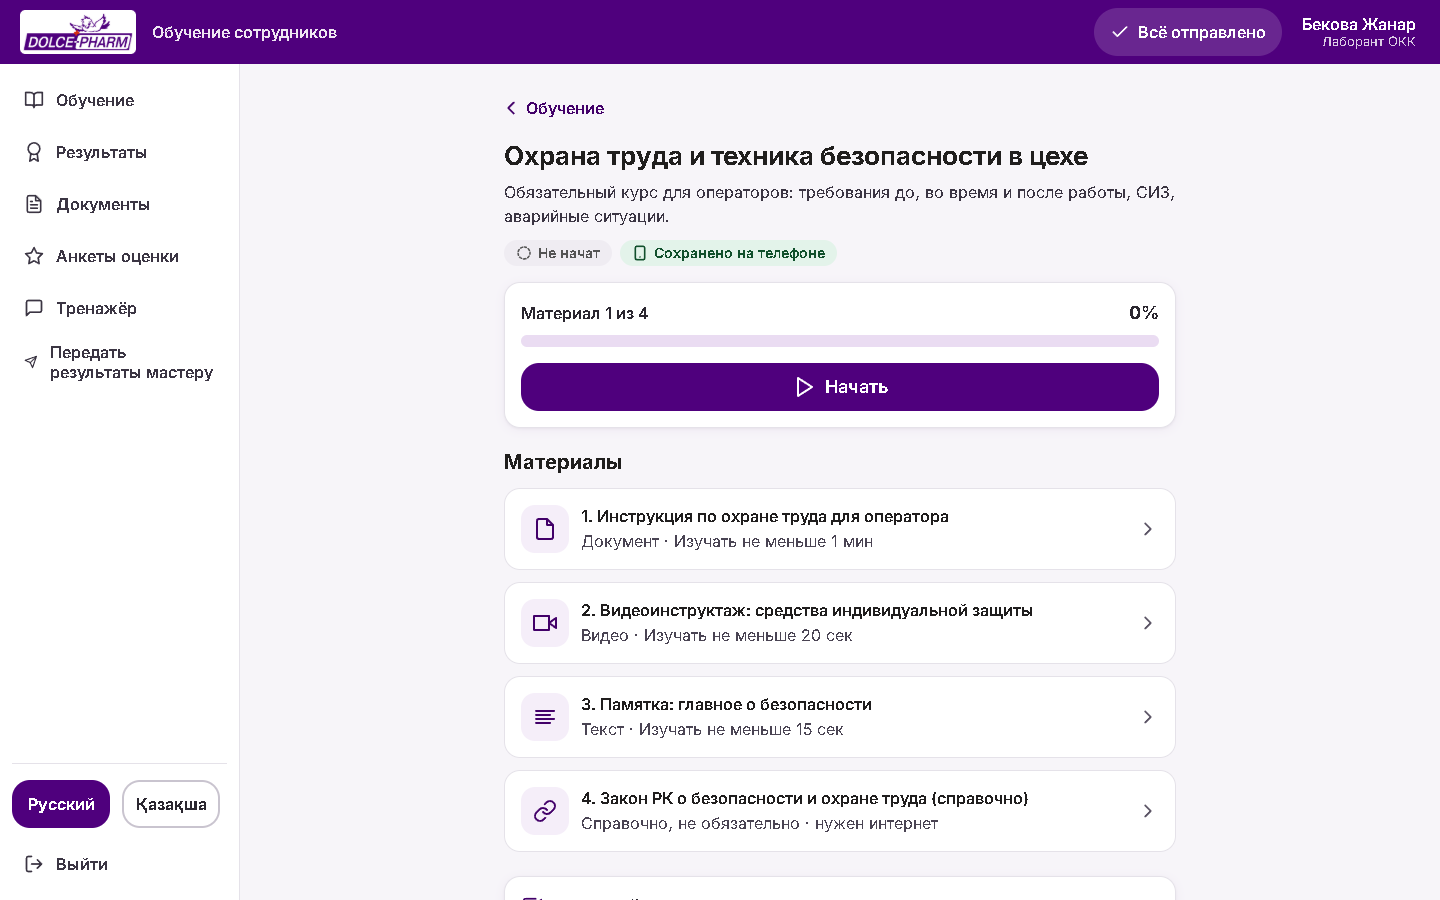 DOLCE-PHARM
Обучение сотрудников
Всё отправлено
Бекова Жанар
Лаборант ОКК
Обучение
Результаты
Документы
Анкеты оценки
Тренажёр
Передать
результаты мастеру
Русский
Қазақша
Выйти
Обучение
Охрана труда и техника безопасности в цехе
Обязательный курс для операторов: требования до, во время и после работы, СИЗ,
аварийные ситуации.
Не начат
Сохранено на телефоне
Материал 1 из 4
0%
Начать
Материалы
1. Инструкция по охране труда для оператора
Документ · Изучать не меньше 1 мин
2. Видеоинструктаж: средства индивидуальной защиты
Видео · Изучать не меньше 20 сек
3. Памятка: главное о безопасности
Текст · Изучать не меньше 15 сек
4. Закон РК о безопасности и охране труда (справочно)
Справочно, не обязательно · нужен интернет